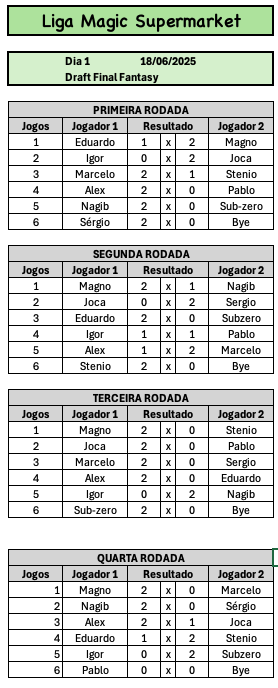 Liga Magic Supermarket
Dia 1 18/06/2025
Draft Final Fantasy
PRIMEIRA RODADA
Jogos Jogador 1 Resultado Jogador 2
1 Eduardo 1 x 2 Magno
2 Igor 0 x 2 Joca
3 Marcelo 2 x 1 Stenio
4 Alex 2 x 0 Pablo
5 Nagib 2 x 0 Sub-zero
6 Sérgio 2 x 0 Bye
SEGUNDA RODADA
Jogos Jogador 1 Resultado Jogador 2
1 Magno 2 x 1 Nagib
2 Joca 0 x 2 Sergio
3 Eduardo 2 x 0 Subzero
4 Igor 1 x 1 Pablo
5 Alex 1 x 2 Marcelo
6 Stenio 2 x 0 Bye
TERCEIRA RODADA
Jogos Jogador 1 Resultado Jogador 2
1 Magno 2 x 0 Stenio
2 Joca 2 x 0 Pablo
3 Marcelo 2 x 0 Sergio
4 Alex 2 x 0 Eduardo
5 Igor 0 x 2 Nagib
6 Sub-zero 2 x 0 Bye
QUARTA RODADA
Jogos Jogador 1 Resultado Jogador 2
1 Magno 2 x 0 Marcelo
2 Nagib 2 x 0 Sérgio
3 Alex 2 x 1 Joca
4 Eduardo 1 x 2 Stenio
5 Igor 0 x 2 Subzero
6 Pablo 0 x 0 Bye